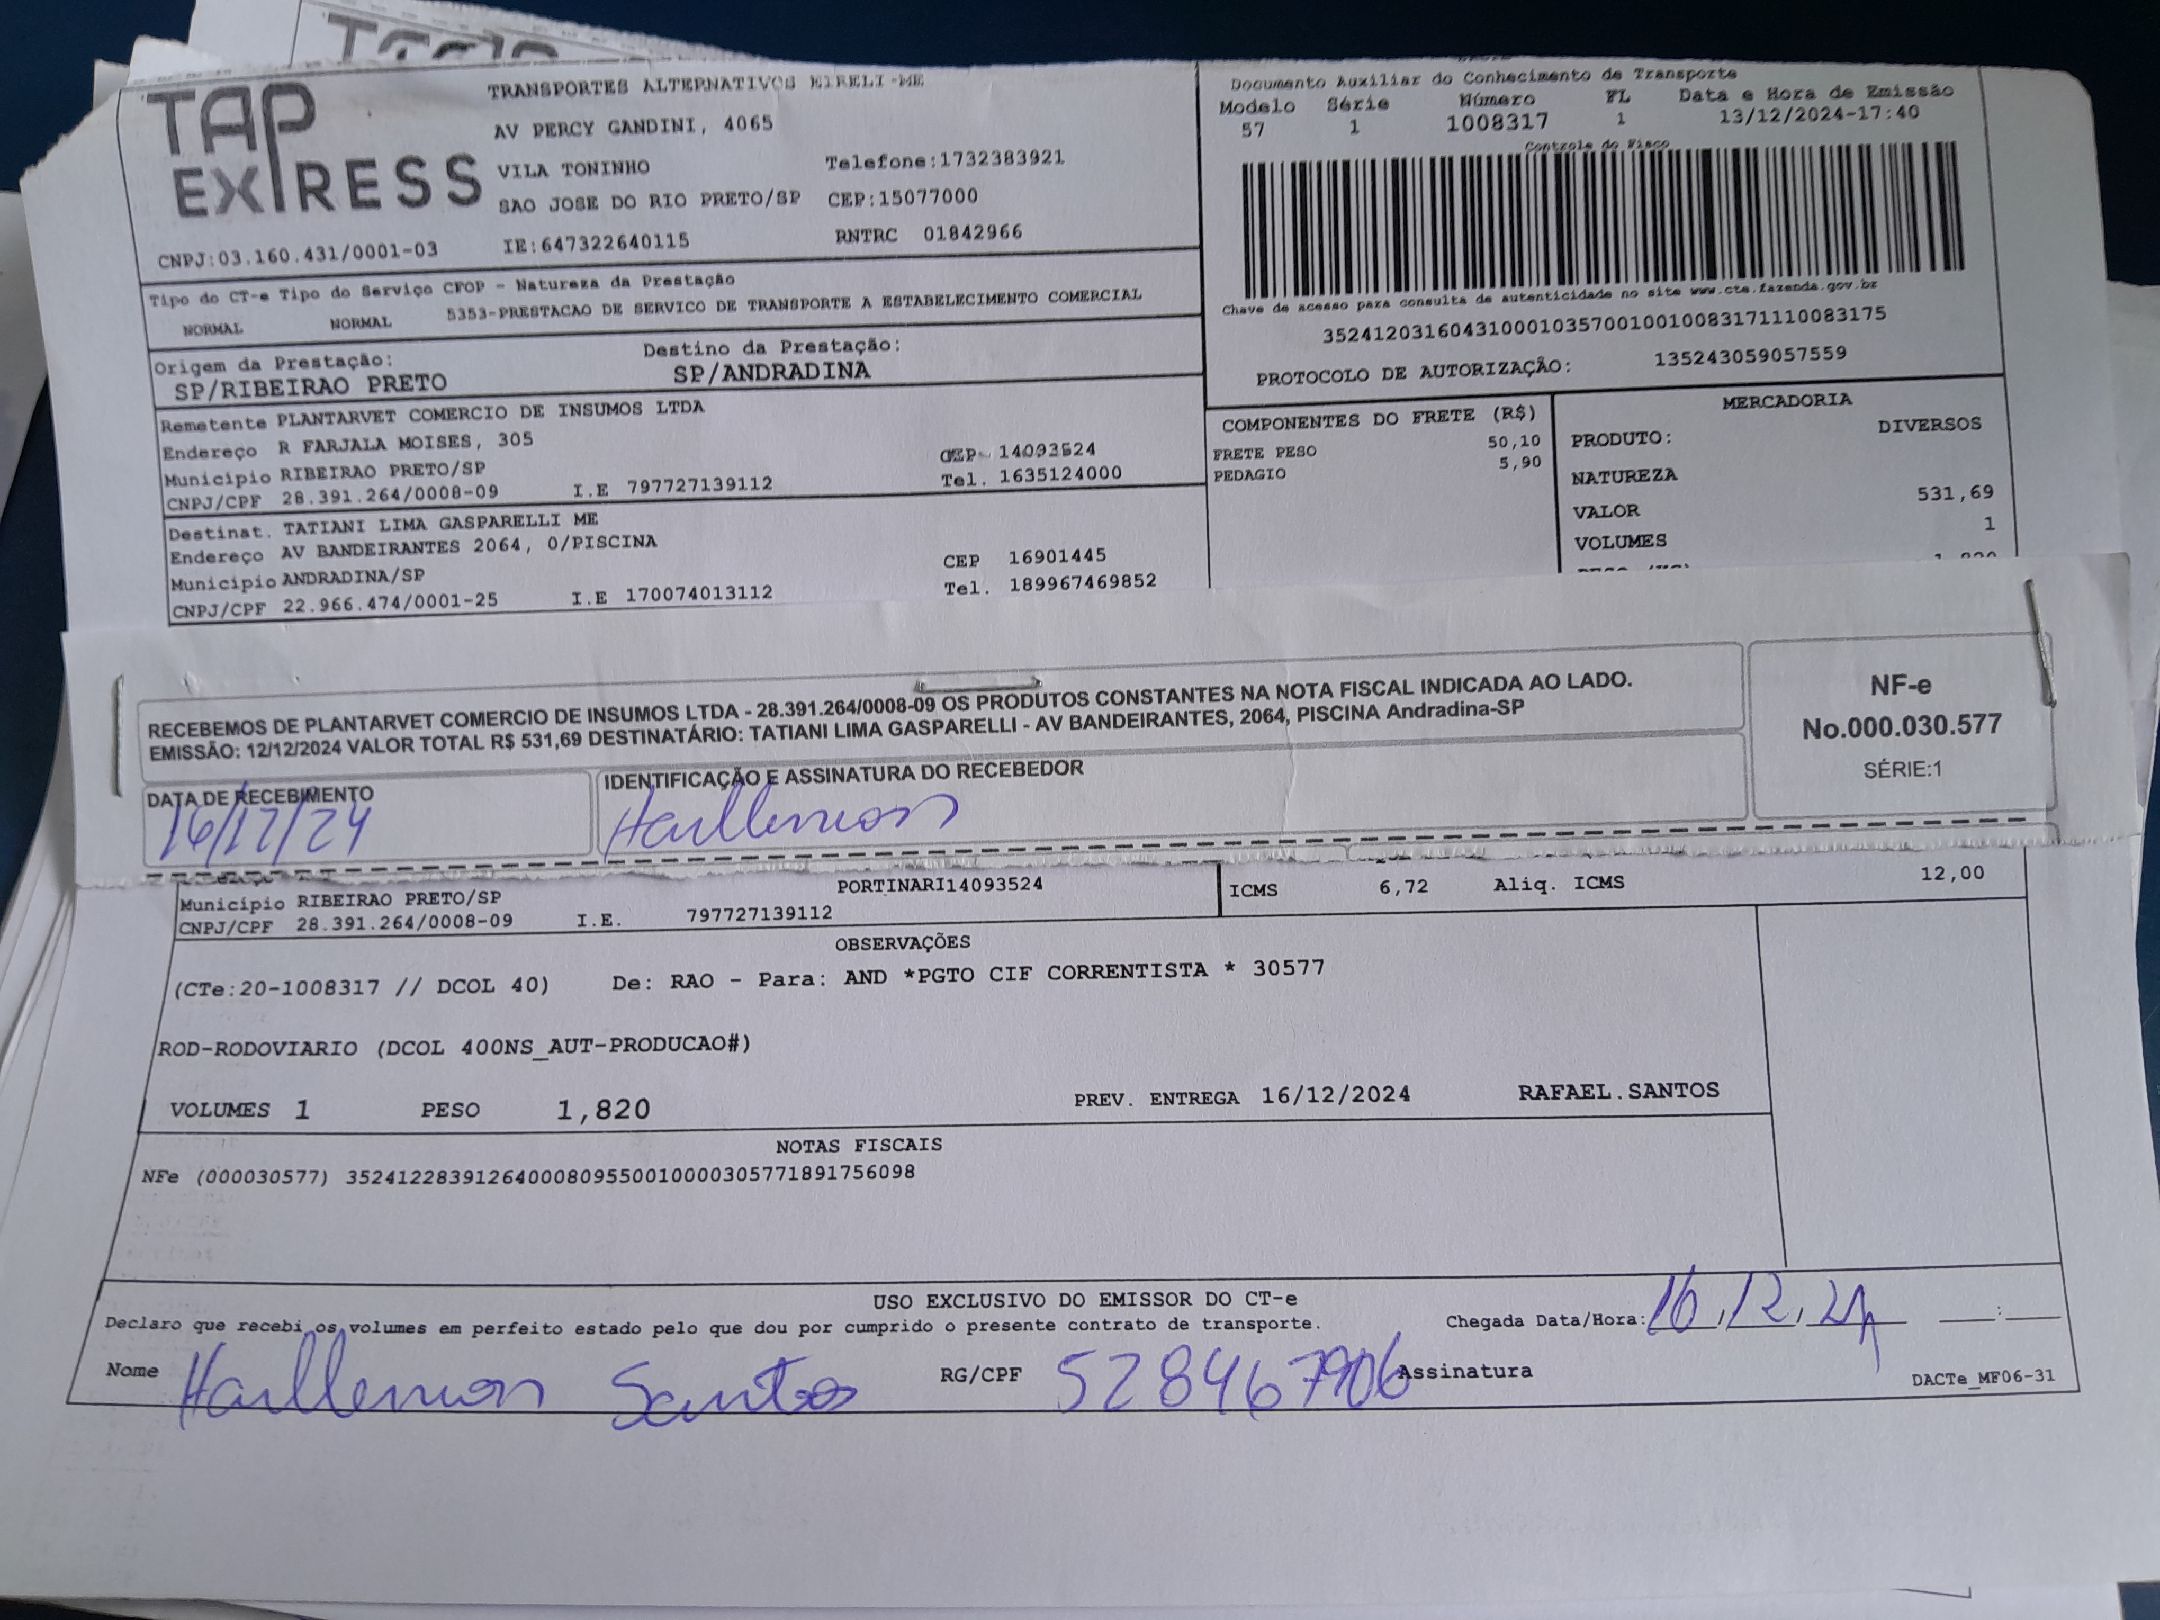 TAP EXPRESS
TRANSPORTES ALTERNATIVOS EIRELI-ME
AV PERCY GANDINI, 4065
VILA TONINHO Telefone:1732383921
SAO JOSE DO RIO PRETO/SP CEP:15077000
CNPJ:03.160.431/0001-03 IE:647322640115 RNTRC 01842966
Documento Auxiliar do Conhecimento de Transporte
Modelo Série Número FL Data e Hora de Emissão
57 1 1008317 1 13/12/2024-17:40
Controle do Fisco
Chave de acesso para consulta de autenticidade no site www.cte.fazenda.gov.br
35241203160431000103570010010083171110083175
PROTOCOLO DE AUTORIZAÇÃO: 135243059057559
Tipo do CT-e Tipo do Serviço CFOP - Natureza da Prestação
NORMAL NORMAL 5353-PRESTACAO DE SERVICO DE TRANSPORTE A ESTABELECIMENTO COMERCIAL
Origem da Prestação: Destino da Prestação:
SP/RIBEIRAO PRETO SP/ANDRADINA
Remetente PLANTARVET COMERCIO DE INSUMOS LTDA
Endereço R FARJALA MOISES, 305 CEP 14093524
Município RIBEIRAO PRETO/SP Tel. 1635124000
CNPJ/CPF 28.391.264/0008-09 I.E 797727139112
Destinat. TATIANI LIMA GASPARELLI ME
Endereço AV BANDEIRANTES 2064, 0/PISCINA CEP 16901445
Município ANDRADINA/SP Tel. 189967469852
CNPJ/CPF 22.966.474/0001-25 I.E 170074013112
COMPONENTES DO FRETE (R$)
FRETE PESO 50,10
PEDAGIO 5,90
MERCADORIA
PRODUTO: DIVERSOS
NATUREZA
VALOR 531,69
VOLUMES 1
RECEBEMOS DE PLANTARVET COMERCIO DE INSUMOS LTDA - 28.391.264/0008-09 OS PRODUTOS CONSTANTES NA NOTA FISCAL INDICADA AO LADO.
EMISSÃO: 12/12/2024 VALOR TOTAL R$ 531,69 DESTINATÁRIO: TATIANI LIMA GASPARELLI - AV BANDEIRANTES, 2064, PISCINA Andradina-SP
NF-e
No.000.030.577
SÉRIE:1
DATA DE RECEBIMENTO IDENTIFICAÇÃO E ASSINATURA DO RECEBEDOR
16/12/24
PORTINARI14093524
Município RIBEIRAO PRETO/SP
CNPJ/CPF 28.391.264/0008-09 I.E. 797727139112
ICMS 6,72 Aliq. ICMS 12,00
OBSERVAÇÕES
(CTe:20-1008317 // DCOL 40) De: RAO - Para: AND *PGTO CIF CORRENTISTA * 30577
ROD-RODOVIARIO (DCOL 400NS_AUT-PRODUCAO#)
VOLUMES 1 PESO 1,820 PREV. ENTREGA 16/12/2024 RAFAEL.SANTOS
NOTAS FISCAIS
NFe (000030577) 35241228391264000809550010000305771891756098
USO EXCLUSIVO DO EMISSOR DO CT-e
Declaro que recebi os volumes em perfeito estado pelo que dou por cumprido o presente contrato de transporte. Chegada Data/Hora: 16,12,24 :
Nome Santos RG/CPF 528467906 Assinatura DACTe_MF06-31